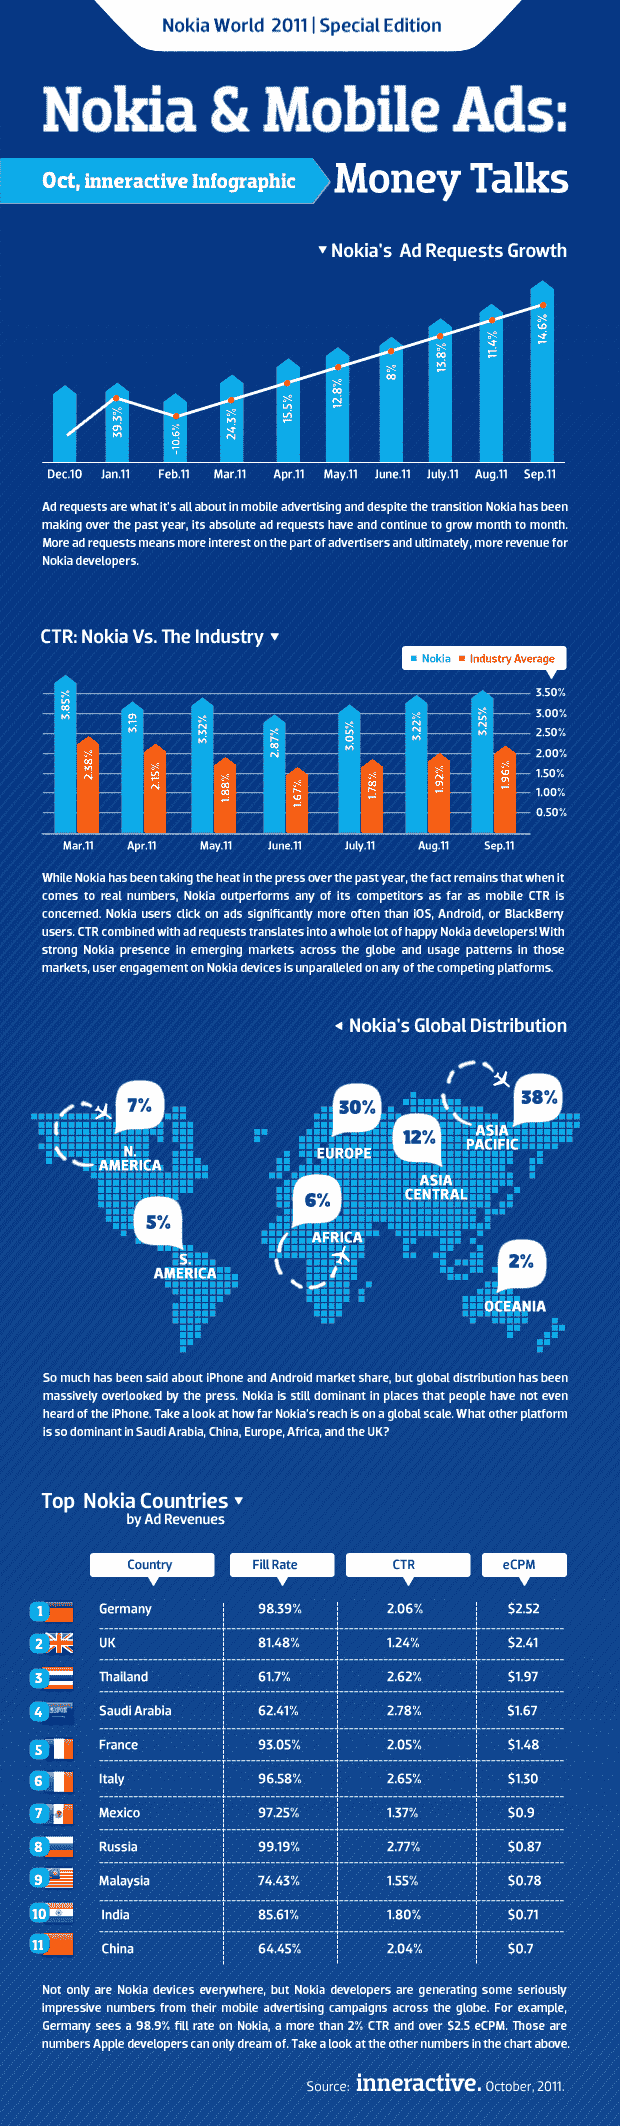 Nokia World 2011 | Special Edition
Nokia & Mobile Ads:
Oct, inneractive Infographic
Money Talks
Nokia's Ad Requests Growth
39.3%
-10.6%
24.3%
15.5%
12.8%
8%
13.8%
11.4%
14.6%
Dec.10 Jan.11 Feb.11 Mar.11 Apr.11 May.11 June.11 July.11 Aug.11 Sep.11
Ad requests are what it's all about in mobile advertising and despite the transition Nokia has been
making over the past year, its absolute ad requests have and continue to grow month to month.
More ad requests means more interest on the part of advertisers and ultimately, more revenue for
Nokia developers.
CTR: Nokia Vs. The Industry
Nokia Industry Average
3.50%
3.00%
2.50%
2.00%
1.50%
1.00%
0.50%
3.85%
2.38%
3.19
2.15%
3.32%
1.88%
2.87%
1.67%
3.05%
1.78%
3.22%
1.92%
3.25%
1.96%
Mar.11 Apr.11 May.11 June.11 July.11 Aug.11 Sep.11
While Nokia has been taking the heat in the press over the past year, the fact remains that when it
comes to real numbers, Nokia outperforms any of its competitors as far as mobile CTR is
concerned. Nokia users click on ads significantly more often than iOS, Android, or BlackBerry
users. CTR combined with ad requests translates into a whole lot of happy Nokia developers! With
strong Nokia presence in emerging markets across the globe and usage patterns in those
markets, user engagement on Nokia devices is unparalleled on any of the competing platforms.
Nokia's Global Distribution
7%
N.
AMERICA
5%
S.
AMERICA
30%
EUROPE
6%
AFRICA
12%
ASIA
CENTRAL
38%
ASIA
PACIFIC
2%
OCEANIA
So much has been said about iPhone and Android market share, but global distribution has been
massively overlooked by the press. Nokia is still dominant in places that people have not even
heard of the iPhone. Take a look at how far Nokia's reach is on a global scale. What other platform
is so dominant in Saudi Arabia, China, Europe, Africa, and the UK?
Top Nokia Countries
by Ad Revenues
Country Fill Rate CTR eCPM
1 Germany 98.39% 2.06% $2.52
2 UK 81.48% 1.24% $2.41
3 Thailand 61.7% 2.62% $1.97
4 Saudi Arabia 62.41% 2.78% $1.67
5 France 93.05% 2.05% $1.48
6 Italy 96.58% 2.65% $1.30
7 Mexico 97.25% 1.37% $0.9
8 Russia 99.19% 2.77% $0.87
9 Malaysia 74.43% 1.55% $0.78
10 India 85.61% 1.80% $0.71
11 China 64.45% 2.04% $0.7
Not only are Nokia devices everywhere, but Nokia developers are generating some seriously
impressive numbers from their mobile advertising campaigns across the globe. For example,
Germany sees a 98.9% fill rate on Nokia, a more than 2% CTR and over $2.5 eCPM. Those are
numbers Apple developers can only dream of. Take a look at the other numbers in the chart above.
Source: inneractive. October, 2011.